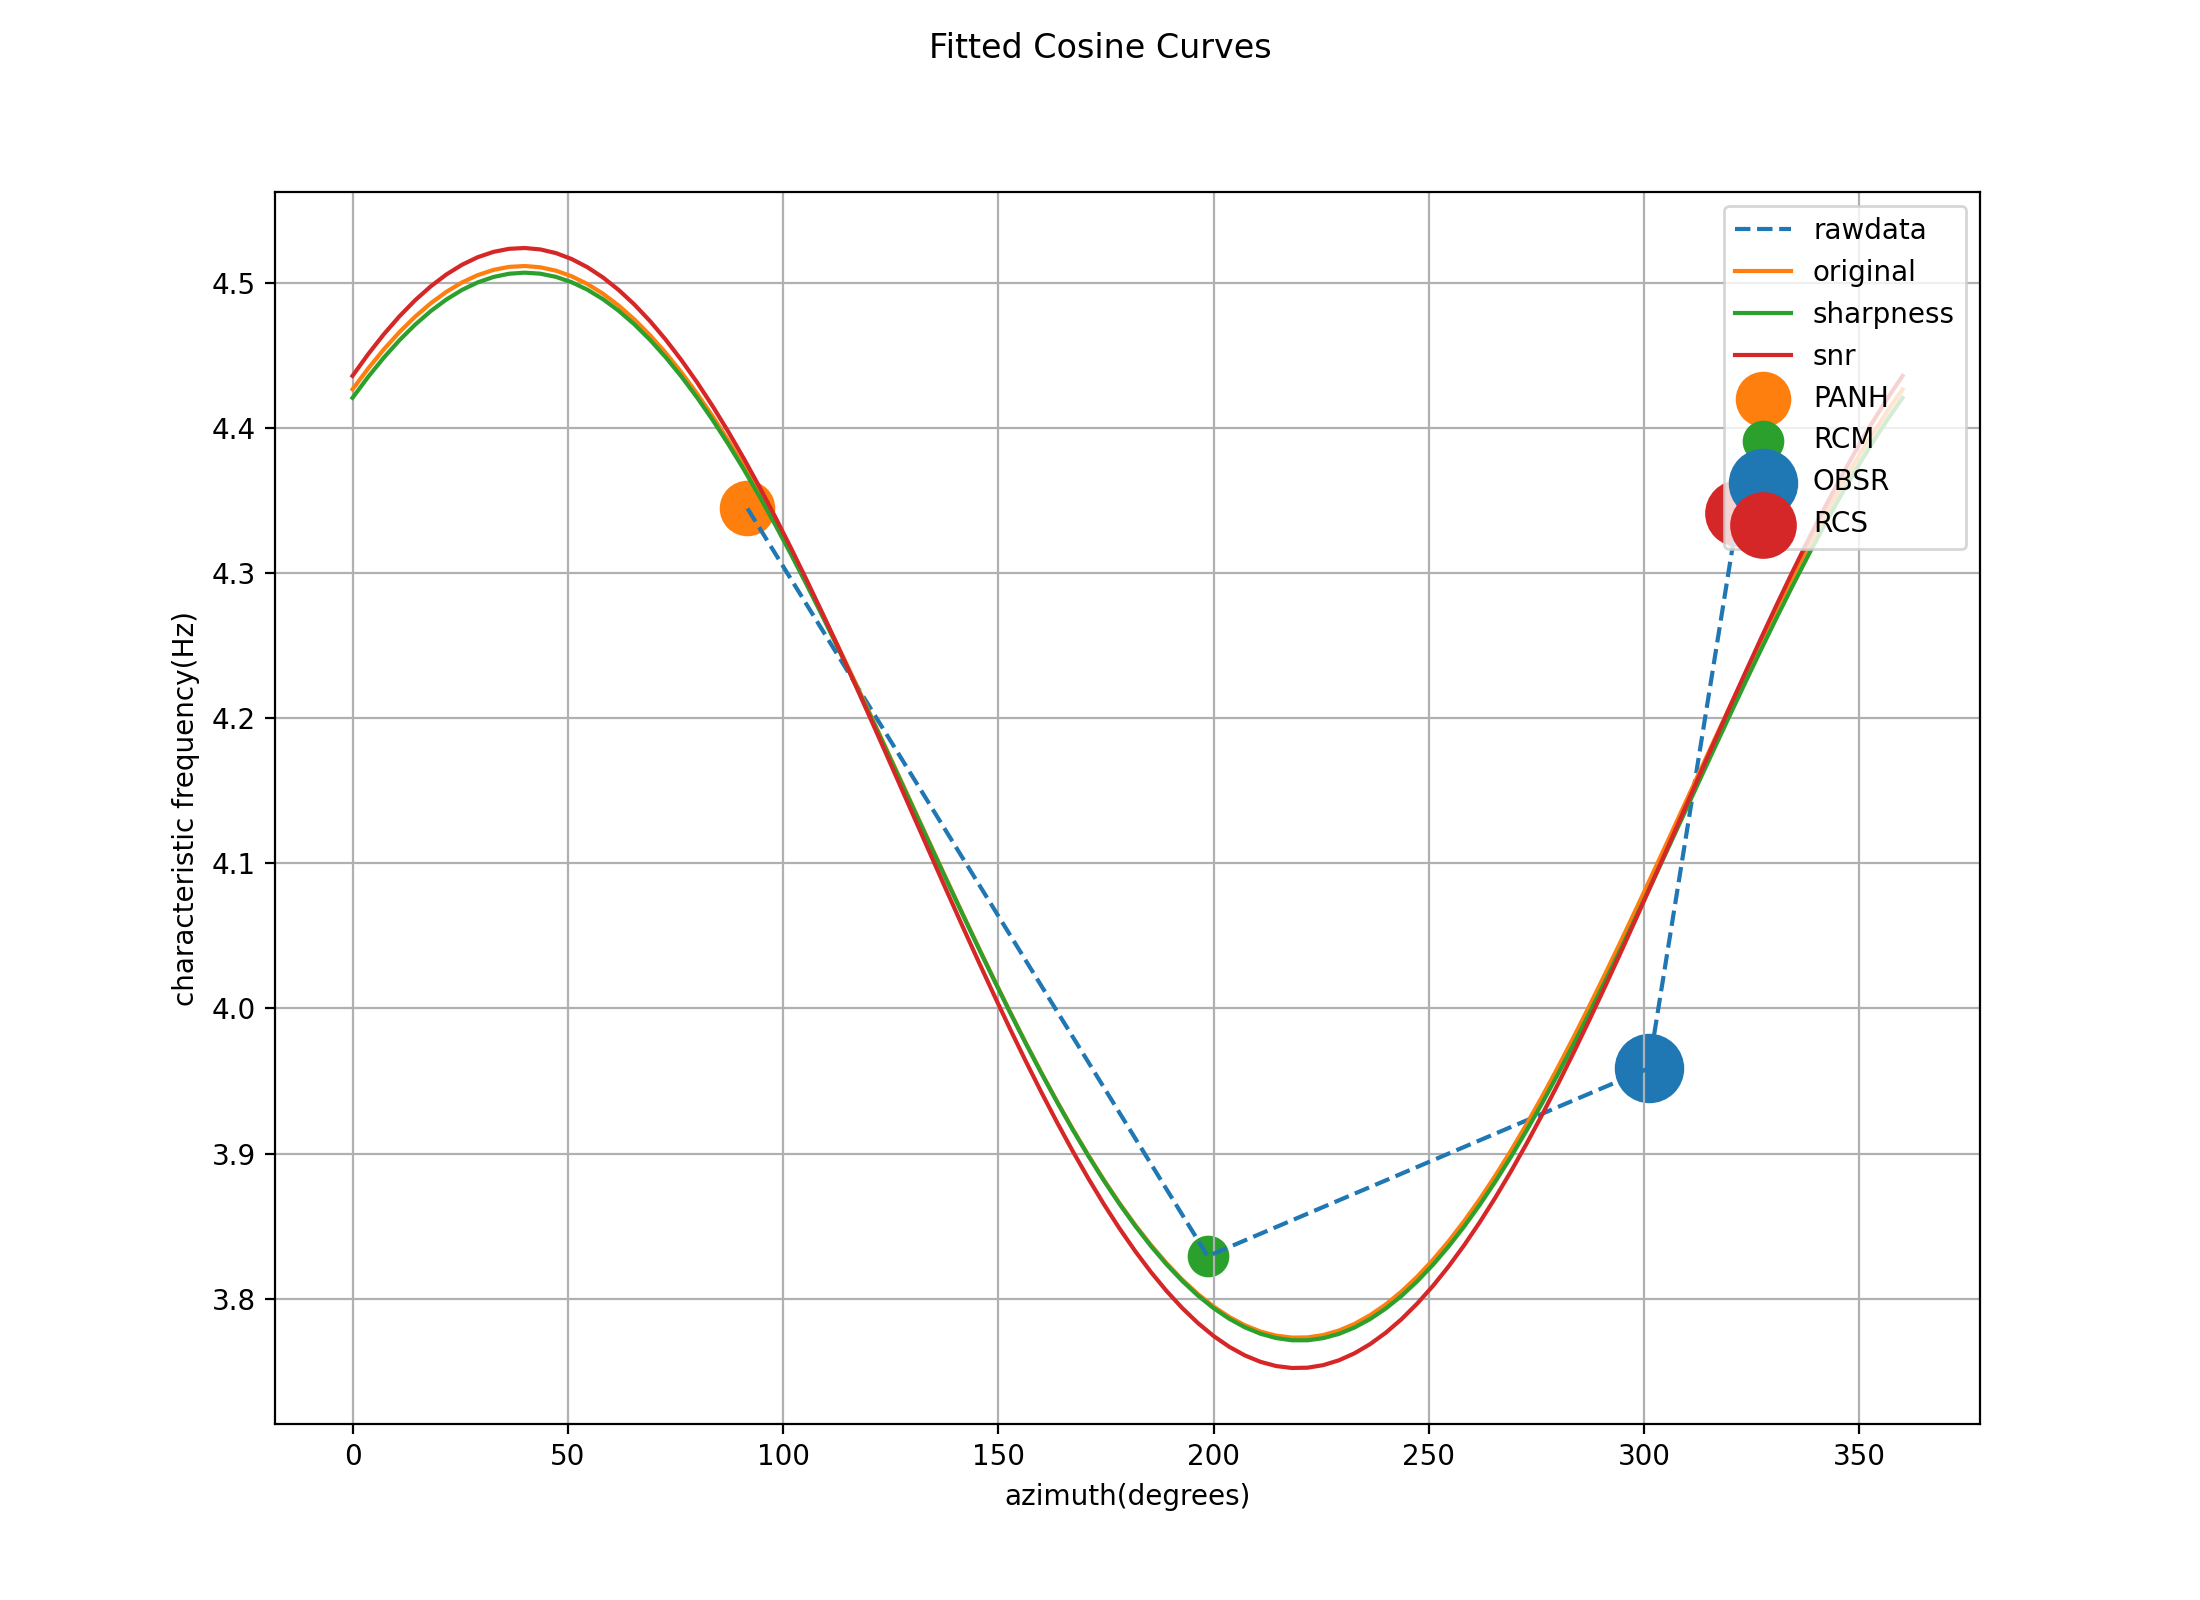 Fitted Cosine Curves
rawdata
original
sharpness
snr
PANH
RCM
OBSR
RCS
4.5
4.4
4.3
4.2
4.1
4.0
3.9
3.8
characteristic frequency(Hz)
0 50 100 150 200 250 300 350
azimuth(degrees)